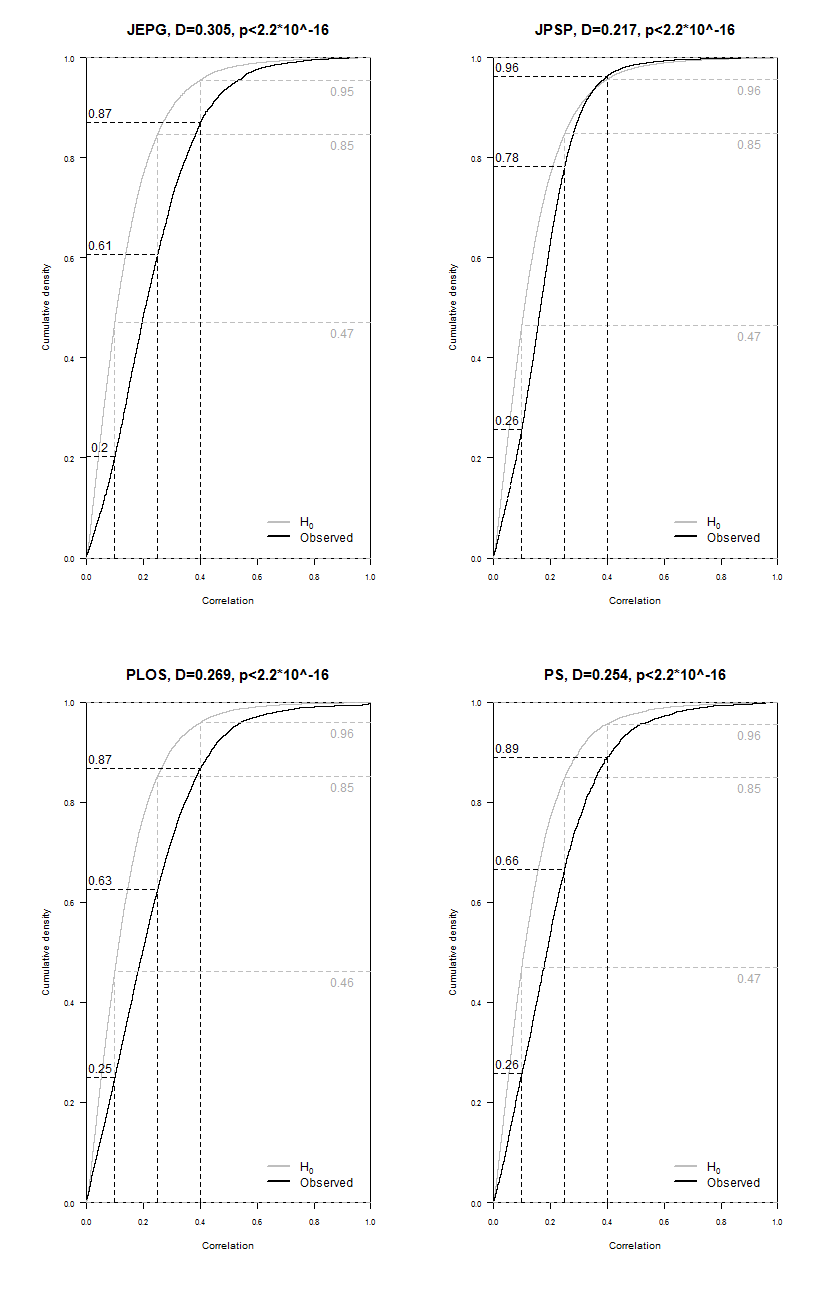 JEPG, D=0.305, p<2.2*10^-16
1.0
0.8
0.6
0.4
0.2
0.0
Cumulative density
0.87
0.61
0.2
0.95
0.85
0.47
H0
Observed
0.0 0.2 0.4 0.6 0.8 1.0
Correlation
JPSP, D=0.217, p<2.2*10^-16
1.0
0.8
0.6
0.4
0.2
0.0
Cumulative density
0.96
0.78
0.26
0.96
0.85
0.47
H0
Observed
0.0 0.2 0.4 0.6 0.8 1.0
Correlation
PLOS, D=0.269, p<2.2*10^-16
1.0
0.8
0.6
0.4
0.2
0.0
Cumulative density
0.87
0.63
0.25
0.96
0.85
0.46
H0
Observed
0.0 0.2 0.4 0.6 0.8 1.0
Correlation
PS, D=0.254, p<2.2*10^-16
1.0
0.8
0.6
0.4
0.2
0.0
Cumulative density
0.89
0.66
0.26
0.96
0.85
0.47
H0
Observed
0.0 0.2 0.4 0.6 0.8 1.0
Correlation